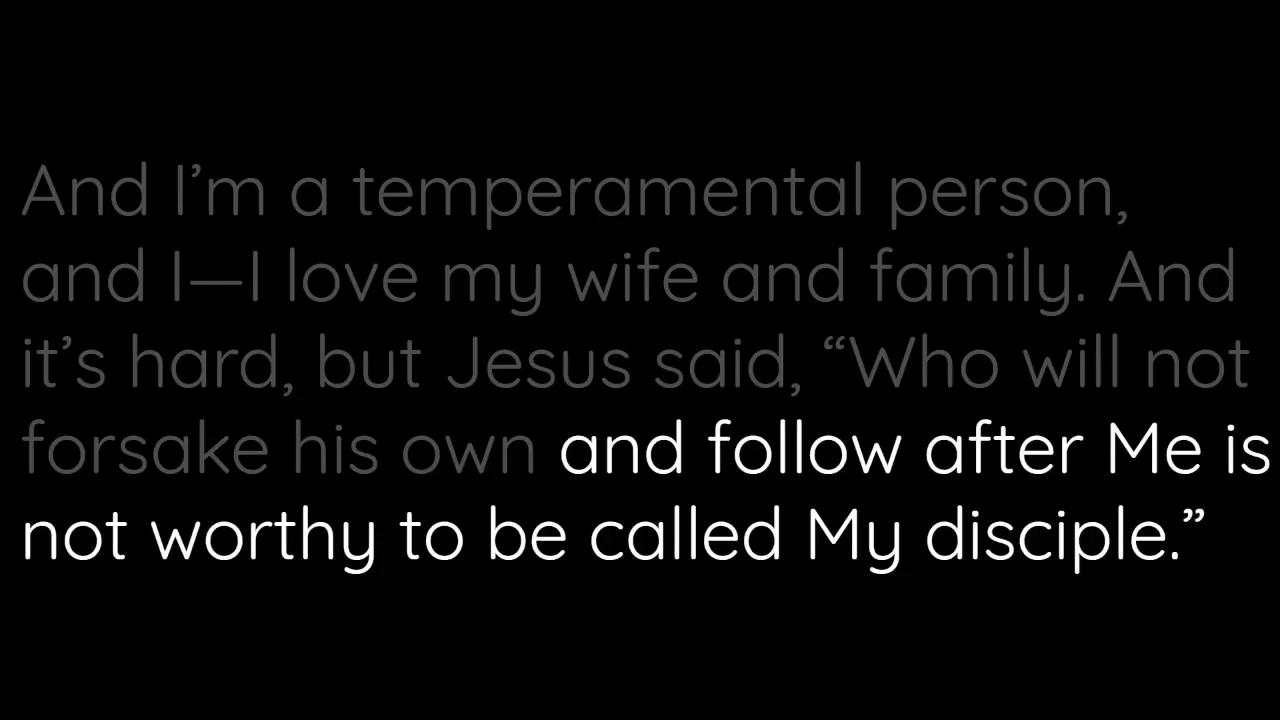 And I’m a temperamental person,
and I—I love my wife and family. And
it’s hard, but Jesus said, “Who will not
forsake his own and follow after Me is
not worthy to be called My disciple.”